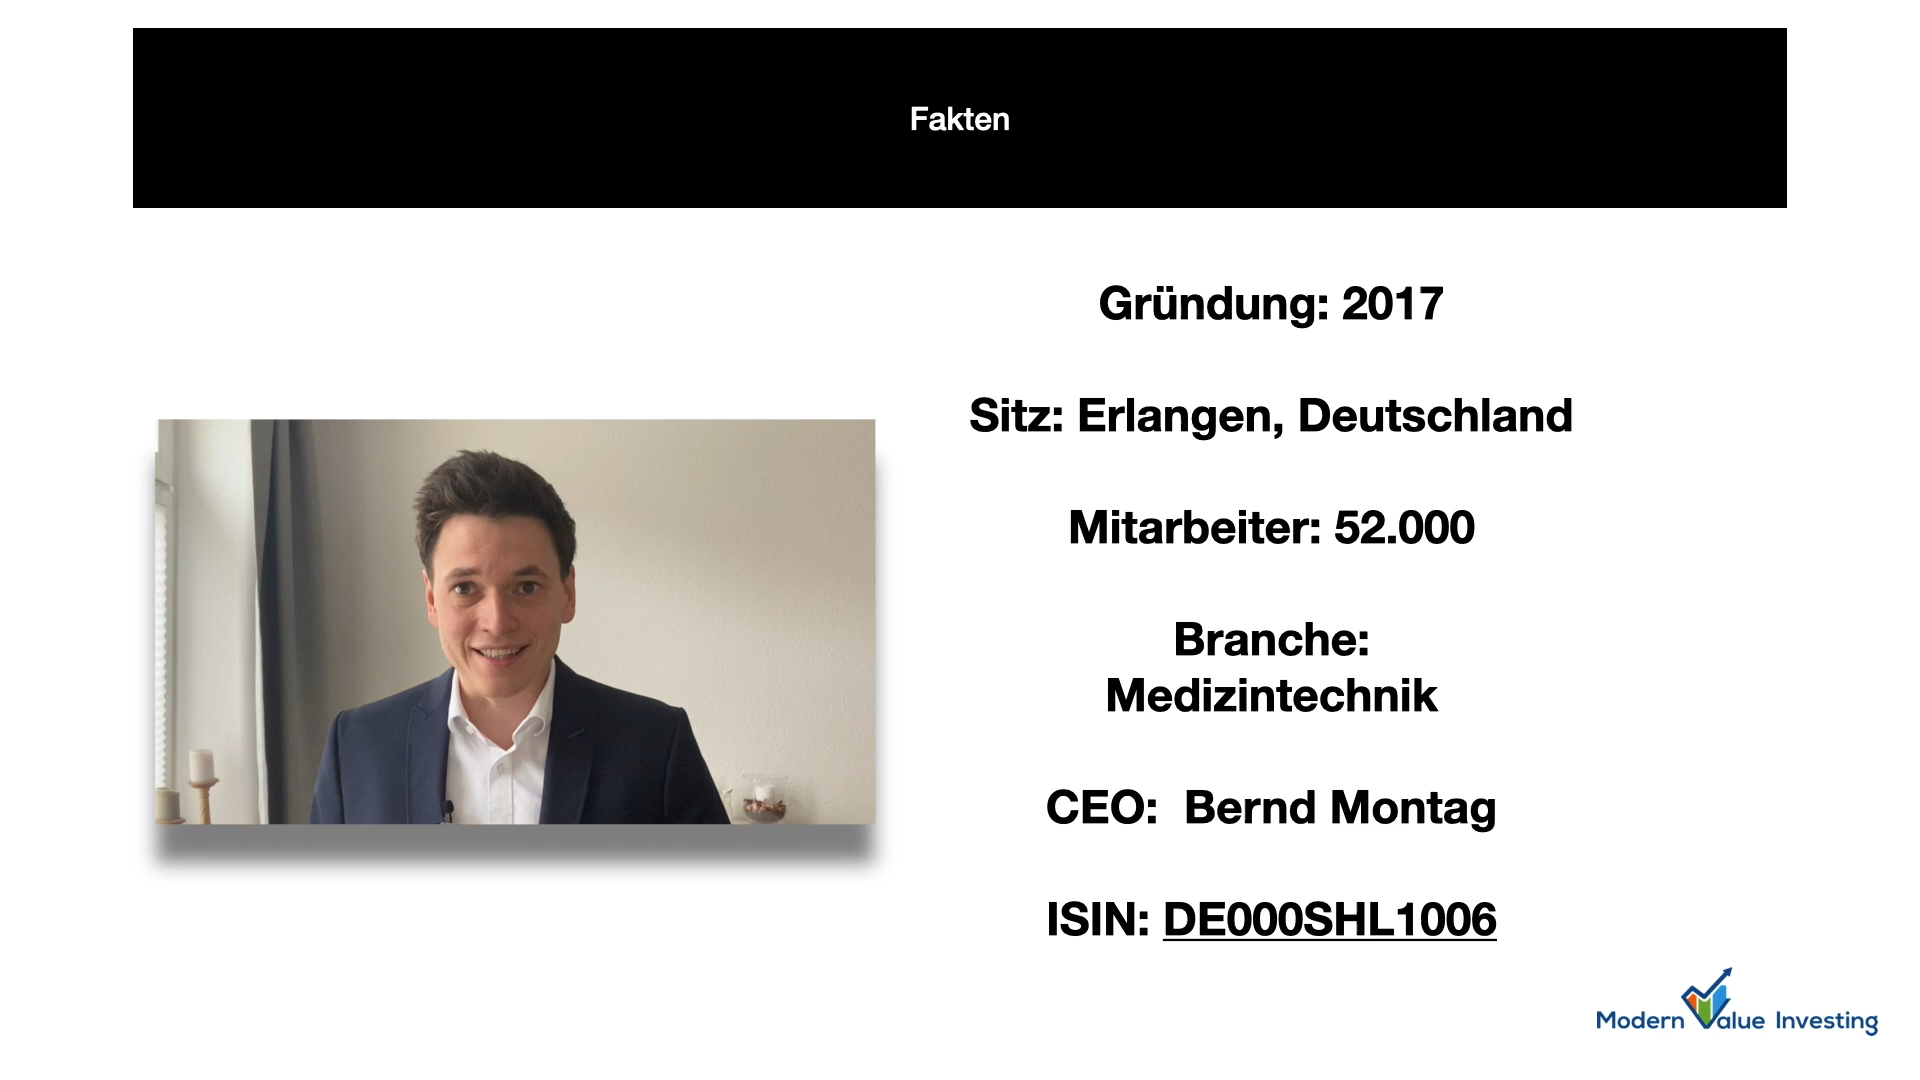 Fakten
Gründung: 2017
Sitz: Erlangen, Deutschland
Mitarbeiter: 52.000
Branche:
Medizintechnik
CEO:  Bernd Montag
ISIN: DE000SHL1006
Modern Value Investing